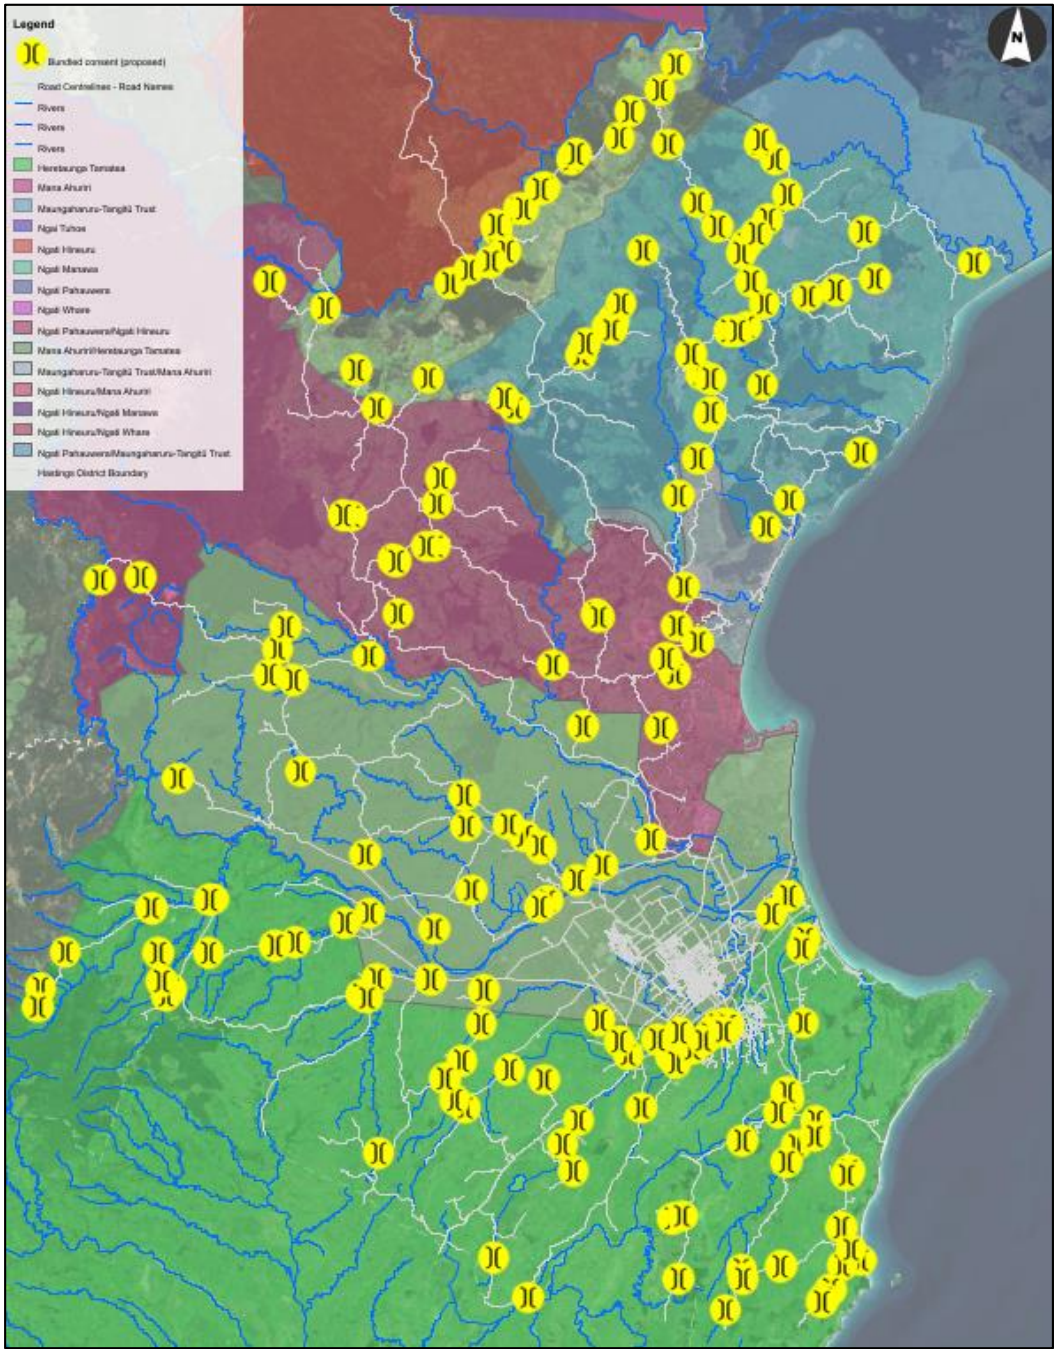 Legend
Bundled consent (proposed)
Road Centrelines - Road Names
Rivers
Rivers
Rivers
Heretaunga Tamatea
Mana Ahuriri
Maungaharuru-Tangitū Trust
Ngai Tuhoe
Ngati Hineuru
Ngati Manawa
Ngati Pahauwera
Ngati Whare
Ngati Pahauwera/Ngati Hineuru
Mana Ahuriri/Heretaunga Tamatea
Maungaharuru-Tangitū Trust/Mana Ahuriri
Ngati Hineuru/Mana Ahuriri
Ngati Hineuru/Ngati Manawa
Ngati Hineuru/Ngati Whare
Ngati Pahauwera/Maungaharuru-Tangitū Trust
Hastings District Boundary
N